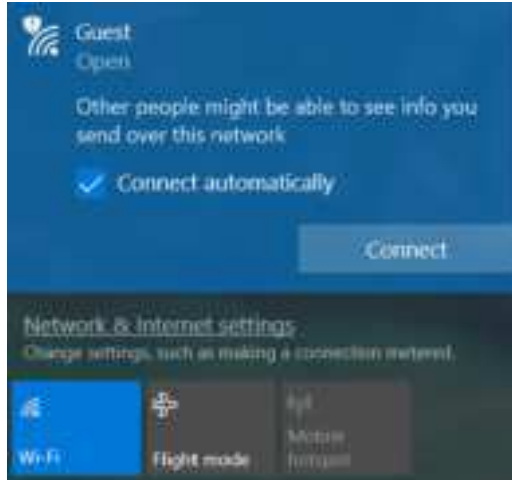 Guest
Open
Other people might be able to see info you
send over this network
Connect automatically
Connect
Network & Internet settings
Change settings, such as making a connection metered.
Wi-Fi
Flight mode
Mobile
hotspot